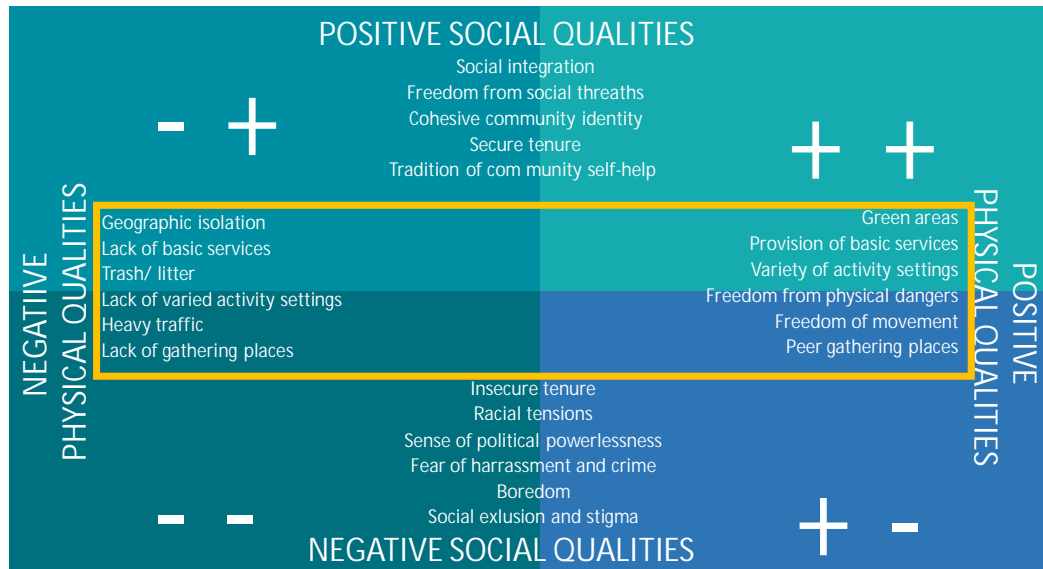 POSITIVE SOCIAL QUALITIES
Social integration
Freedom from social threaths
Cohesive community identity
Secure tenure
Tradition of com munity self-help
- +
+ +
NEGATIIVE
PHYSICAL QUALITIES
Geographic isolation
Lack of basic services
Trash/ litter
Lack of varied activity settings
Heavy traffic
Lack of gathering places
Green areas
Provision of basic services
Variety of activity settings
Freedom from physical dangers
Freedom of movement
Peer gathering places
POSITIVE
PHYSICAL QUALITIES
Insecure tenure
Racial tensions
Sense of political powerlessness
Fear of harrassment and crime
Boredom
Social exlusion and stigma
- -
+ -
NEGATIVE SOCIAL QUALITIES